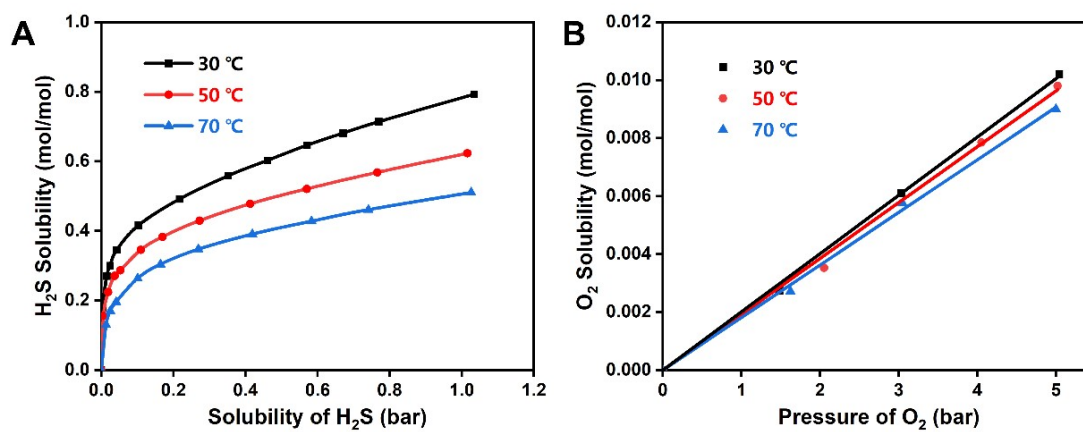 A
1.0
0.8
0.6
0.4
0.2
0.0
H₂S Solubility (mol/mol)
30 ℃
50 ℃
70 ℃
0.0 0.2 0.4 0.6 0.8 1.0 1.2
Solubility of H₂S (bar)
B
0.012
0.010
0.008
0.006
0.004
0.002
0.000
O₂ Solubility (mol/mol)
30 ℃
50 ℃
70 ℃
0 1 2 3 4 5
Pressure of O₂ (bar)